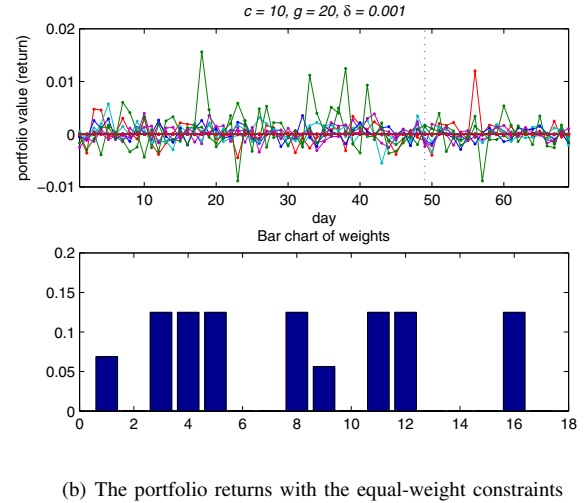 c = 10, g = 20, δ = 0.001
portfolio value (return)
0.02
0.01
0
−0.01
10 20 30 40 50 60
day
Bar chart of weights
0.2
0.15
0.1
0.05
0
0 2 4 6 8 10 12 14 16 18
(b) The portfolio returns with the equal-weight constraints